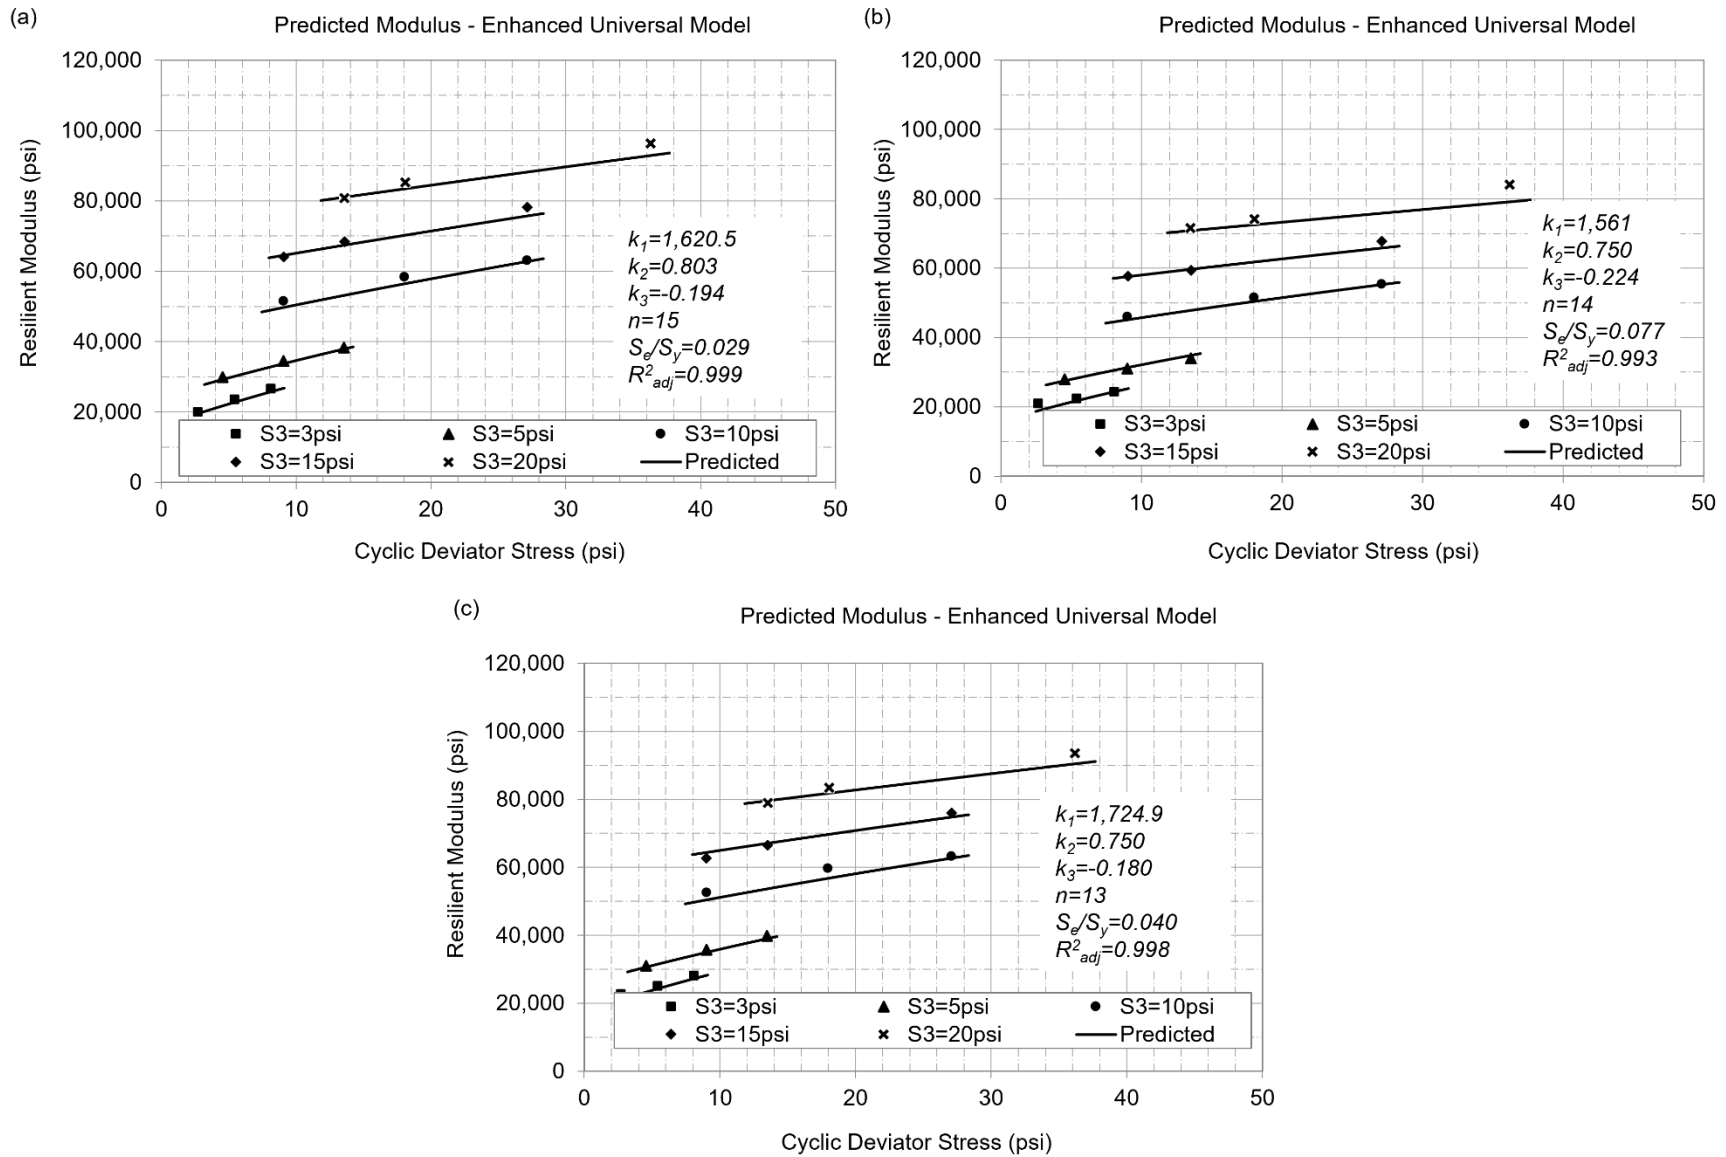 (a)
Predicted Modulus - Enhanced Universal Model
120,000
100,000
80,000
60,000
40,000
20,000
0
Resilient Modulus (psi)
k1=1,620.5
k2=0.803
k3=-0.194
n=15
Se/Sy=0.029
R2adj=0.999
S3=3psi S3=5psi S3=10psi
S3=15psi S3=20psi Predicted
0 10 20 30 40 50
Cyclic Deviator Stress (psi)
(b)
Predicted Modulus - Enhanced Universal Model
120,000
100,000
80,000
60,000
40,000
20,000
0
Resilient Modulus (psi)
k1=1,561
k2=0.750
k3=-0.224
n=14
Se/Sy=0.077
R2adj=0.993
S3=3psi S3=5psi S3=10psi
S3=15psi S3=20psi Predicted
0 10 20 30 40 50
Cyclic Deviator Stress (psi)
(c)
Predicted Modulus - Enhanced Universal Model
120,000
100,000
80,000
60,000
40,000
20,000
0
Resilient Modulus (psi)
k1=1,724.9
k2=0.750
k3=-0.180
n=13
Se/Sy=0.040
R2adj=0.998
S3=3psi S3=5psi S3=10psi
S3=15psi S3=20psi Predicted
0 10 20 30 40 50
Cyclic Deviator Stress (psi)